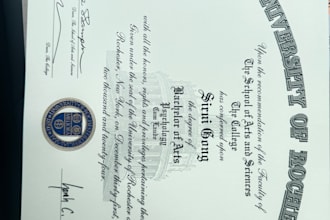 UNIVERSITY OF ROCHE
Upon the recommendation of the Faculty of
The College
The School of Arts and Sciences
has conferred upon
Sirui Gong
the degree of
Bachelor of Arts
Psychology
Cum Laude
with all the honors, rights and privileges pertaining
Given under the seal of the University of Rochester
Rochester, New York, on December thirty-first,
two thousand and twenty-four